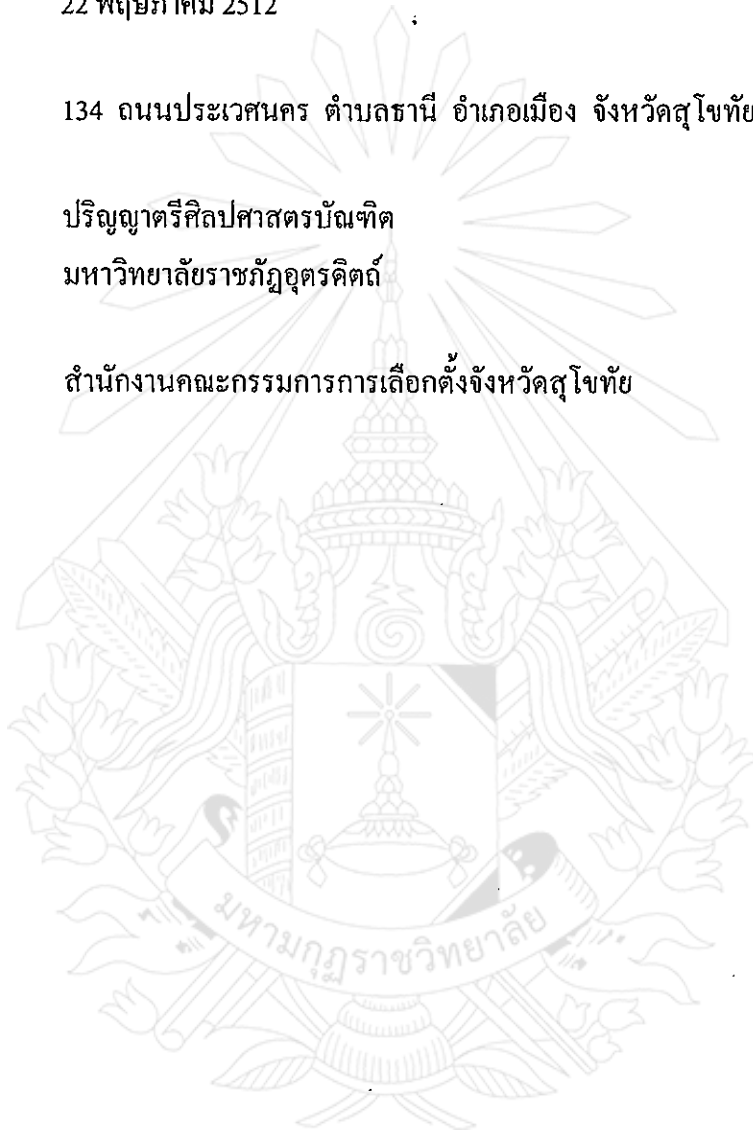 22 พฤษภาคม 2512
134 ถนนประเวศนคร ตำบลธานี อำเภอเมือง จังหวัดสุโขทัย
ปริญญาตรีศิลปศาสตรบัณฑิต
มหาวิทยาลัยราชภัฏอุตรดิตถ์
สำนักงานคณะกรรมการการเลือกตั้งจังหวัดสุโขทัย
มหามกุฏราชวิทยาลัย